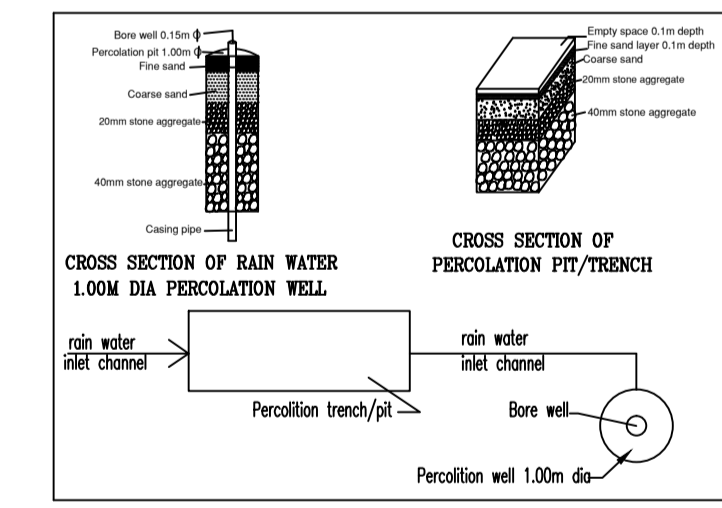 Bore well 0.15m ϕ
Percolation pit 1.00m ϕ
Fine sand
Coarse sand
20mm stone aggregate
40mm stone aggregate
Casing pipe
CROSS SECTION OF RAIN WATER
1.00M DIA PERCOLATION WELL
Empty space 0.1m depth
Fine sand layer 0.1m depth
Coarse sand
20mm stone aggregate
40mm stone aggregate
CROSS SECTION OF
PERCOLATION PIT/TRENCH
rain water
inlet channel
Percolition trench/pit
rain water
inlet channel
Bore well
Percolition well 1.00m dia